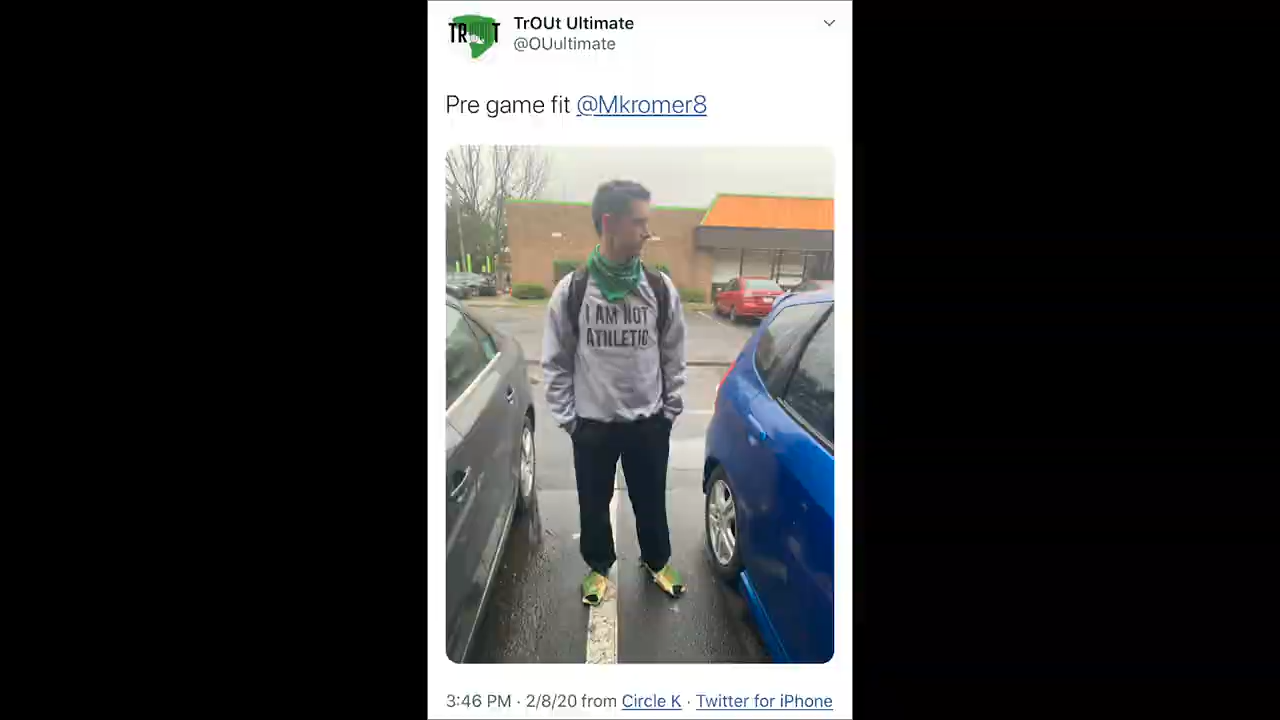 TR T
TrOUt Ultimate
@OUultimate
Pre game fit @Mkromer8
I AM NOT
ATHLETIC
3:46 PM · 2/8/20 from Circle K · Twitter for iPhone